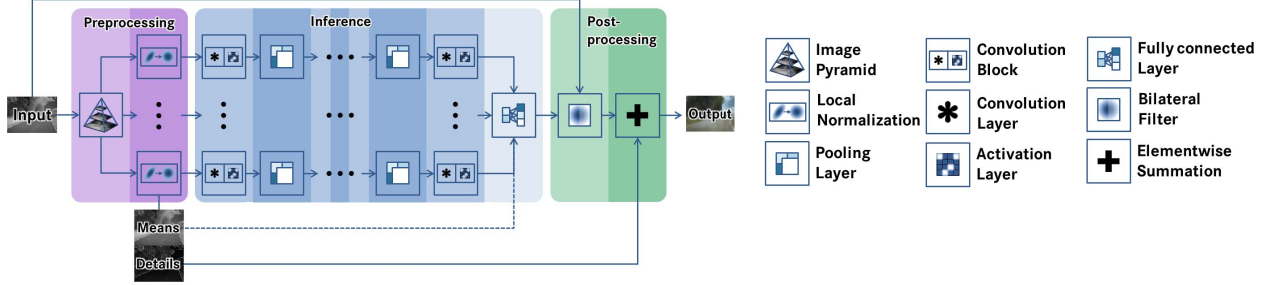 Preprocessing
Inference
Post-
processing
Input
Output
Means
Details
Image
Pyramid
Local
Normalization
Pooling
Layer
Convolution
Block
Convolution
Layer
Activation
Layer
Fully connected
Layer
Bilateral
Filter
Elementwise
Summation